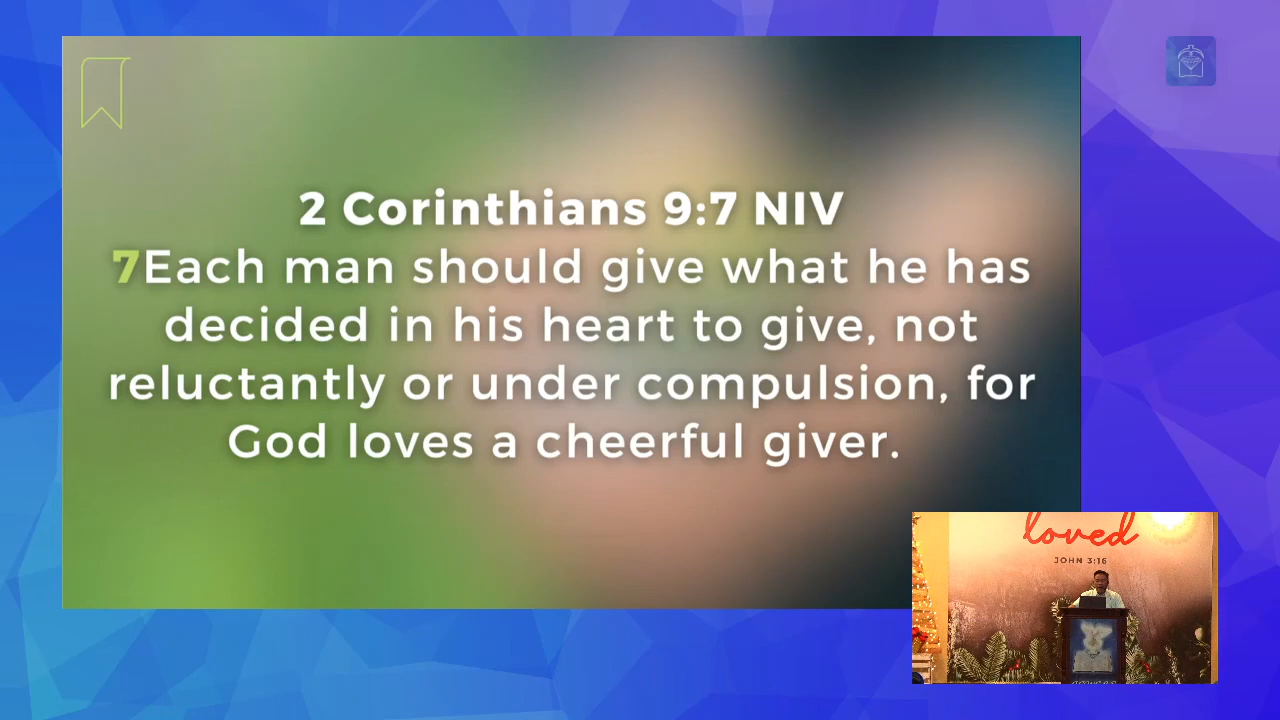 2 Corinthians 9:7 NIV
7Each man should give what he has
decided in his heart to give, not
reluctantly or under compulsion, for
God loves a cheerful giver.
loved
JOHN 3:16